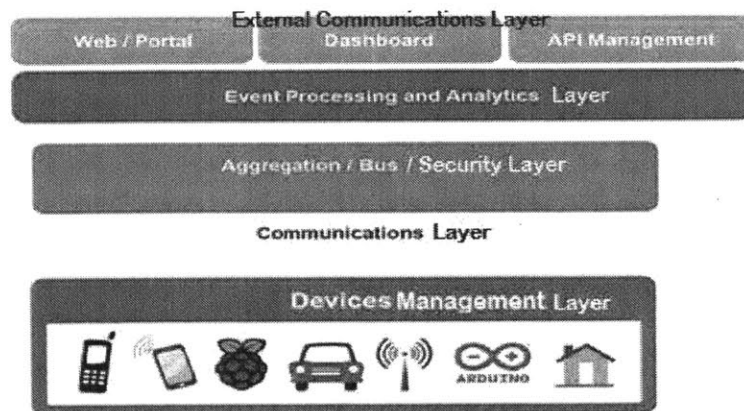 External Communications Layer
Web / Portal
Dashboard
API Management
Event Processing and Analytics Layer
Aggregation / Bus / Security Layer
Communications Layer
Devices Management Layer
ARDUINO